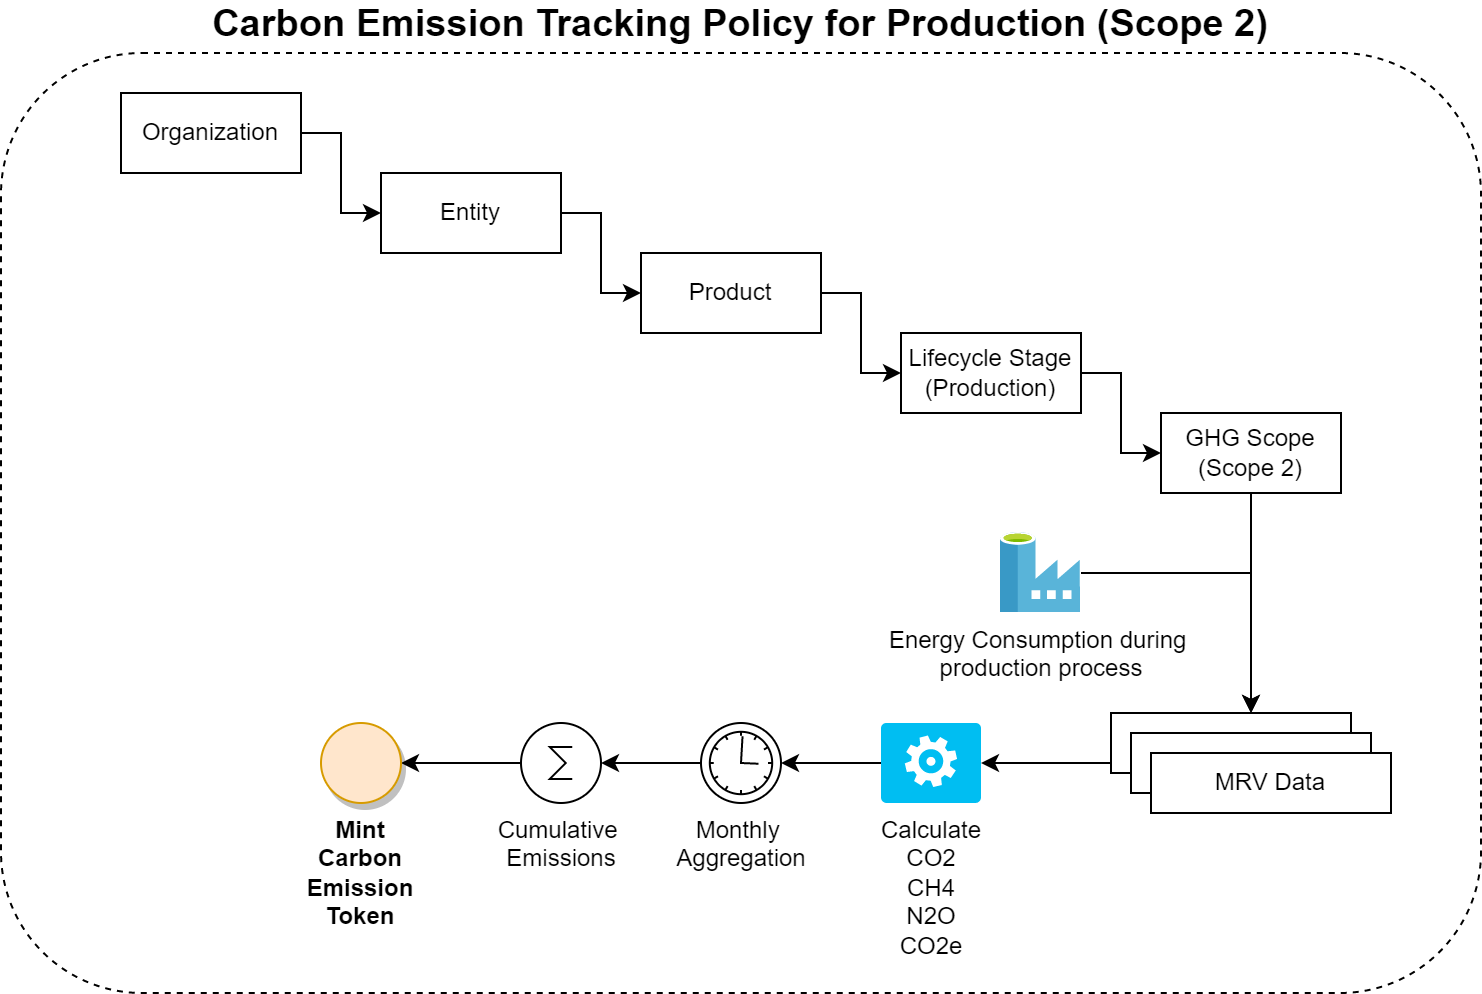 Carbon Emission Tracking Policy for Production (Scope 2)
Organization
Entity
Product
Lifecycle Stage
(Production)
GHG Scope
(Scope 2)
Energy Consumption during
production process
MRV Data
Calculate
CO2
CH4
N2O
CO2e
Monthly
Aggregation
Σ
Cumulative
Emissions
Mint
Carbon
Emission
Token